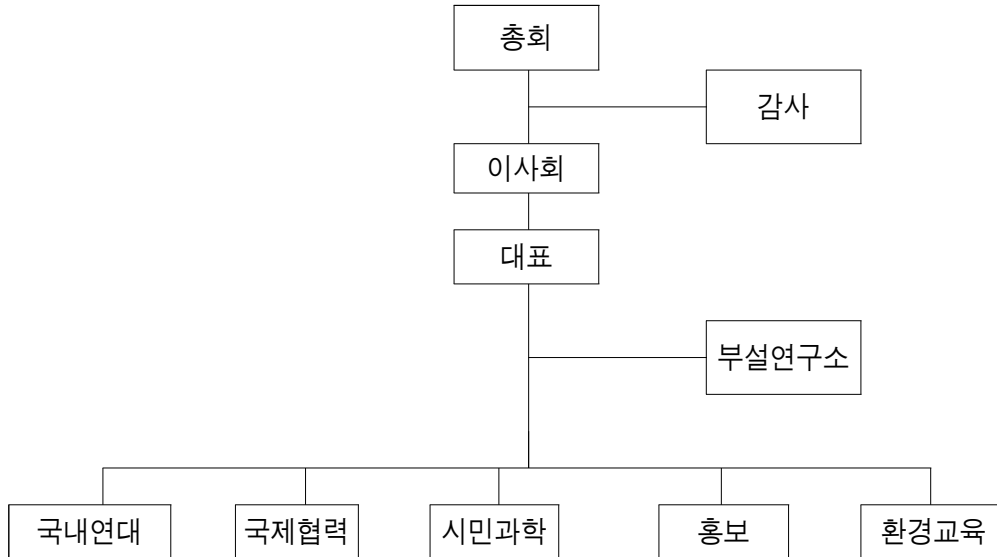 총회
감사
이사회
대표
부설연구소
국내연대
국제협력
시민과학
홍보
환경교육